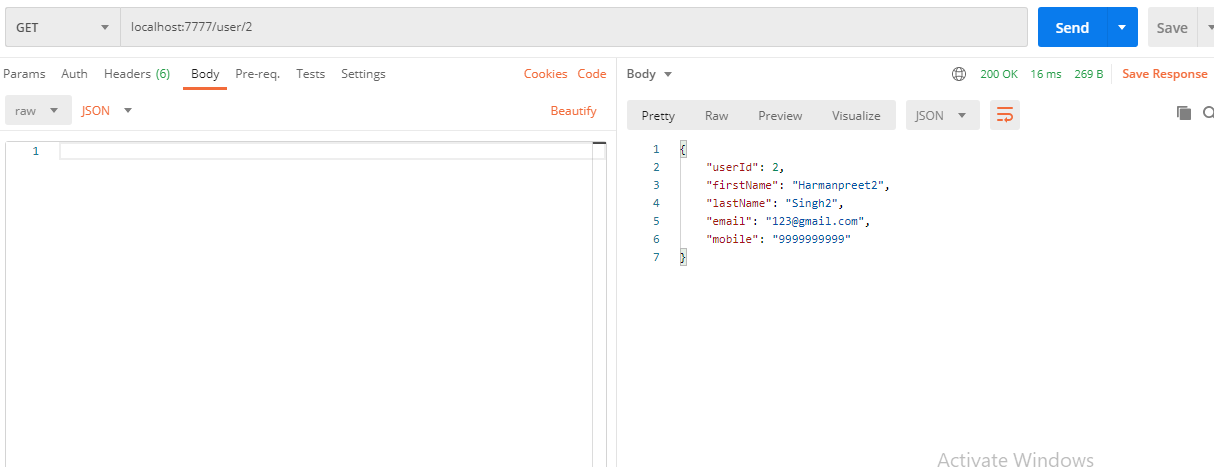 GET localhost:7777/user/2 Send Save
Params Auth Headers (6) Body Pre-req. Tests Settings Cookies Code
Body 200 OK 16 ms 269 B Save Response
raw JSON Beautify
Pretty Raw Preview Visualize JSON
1
1 {
2 "userId": 2,
3 "firstName": "Harmanpreet2",
4 "lastName": "Singh2",
5 "email": "123@gmail.com",
6 "mobile": "9999999999"
7 }
Activate Windows